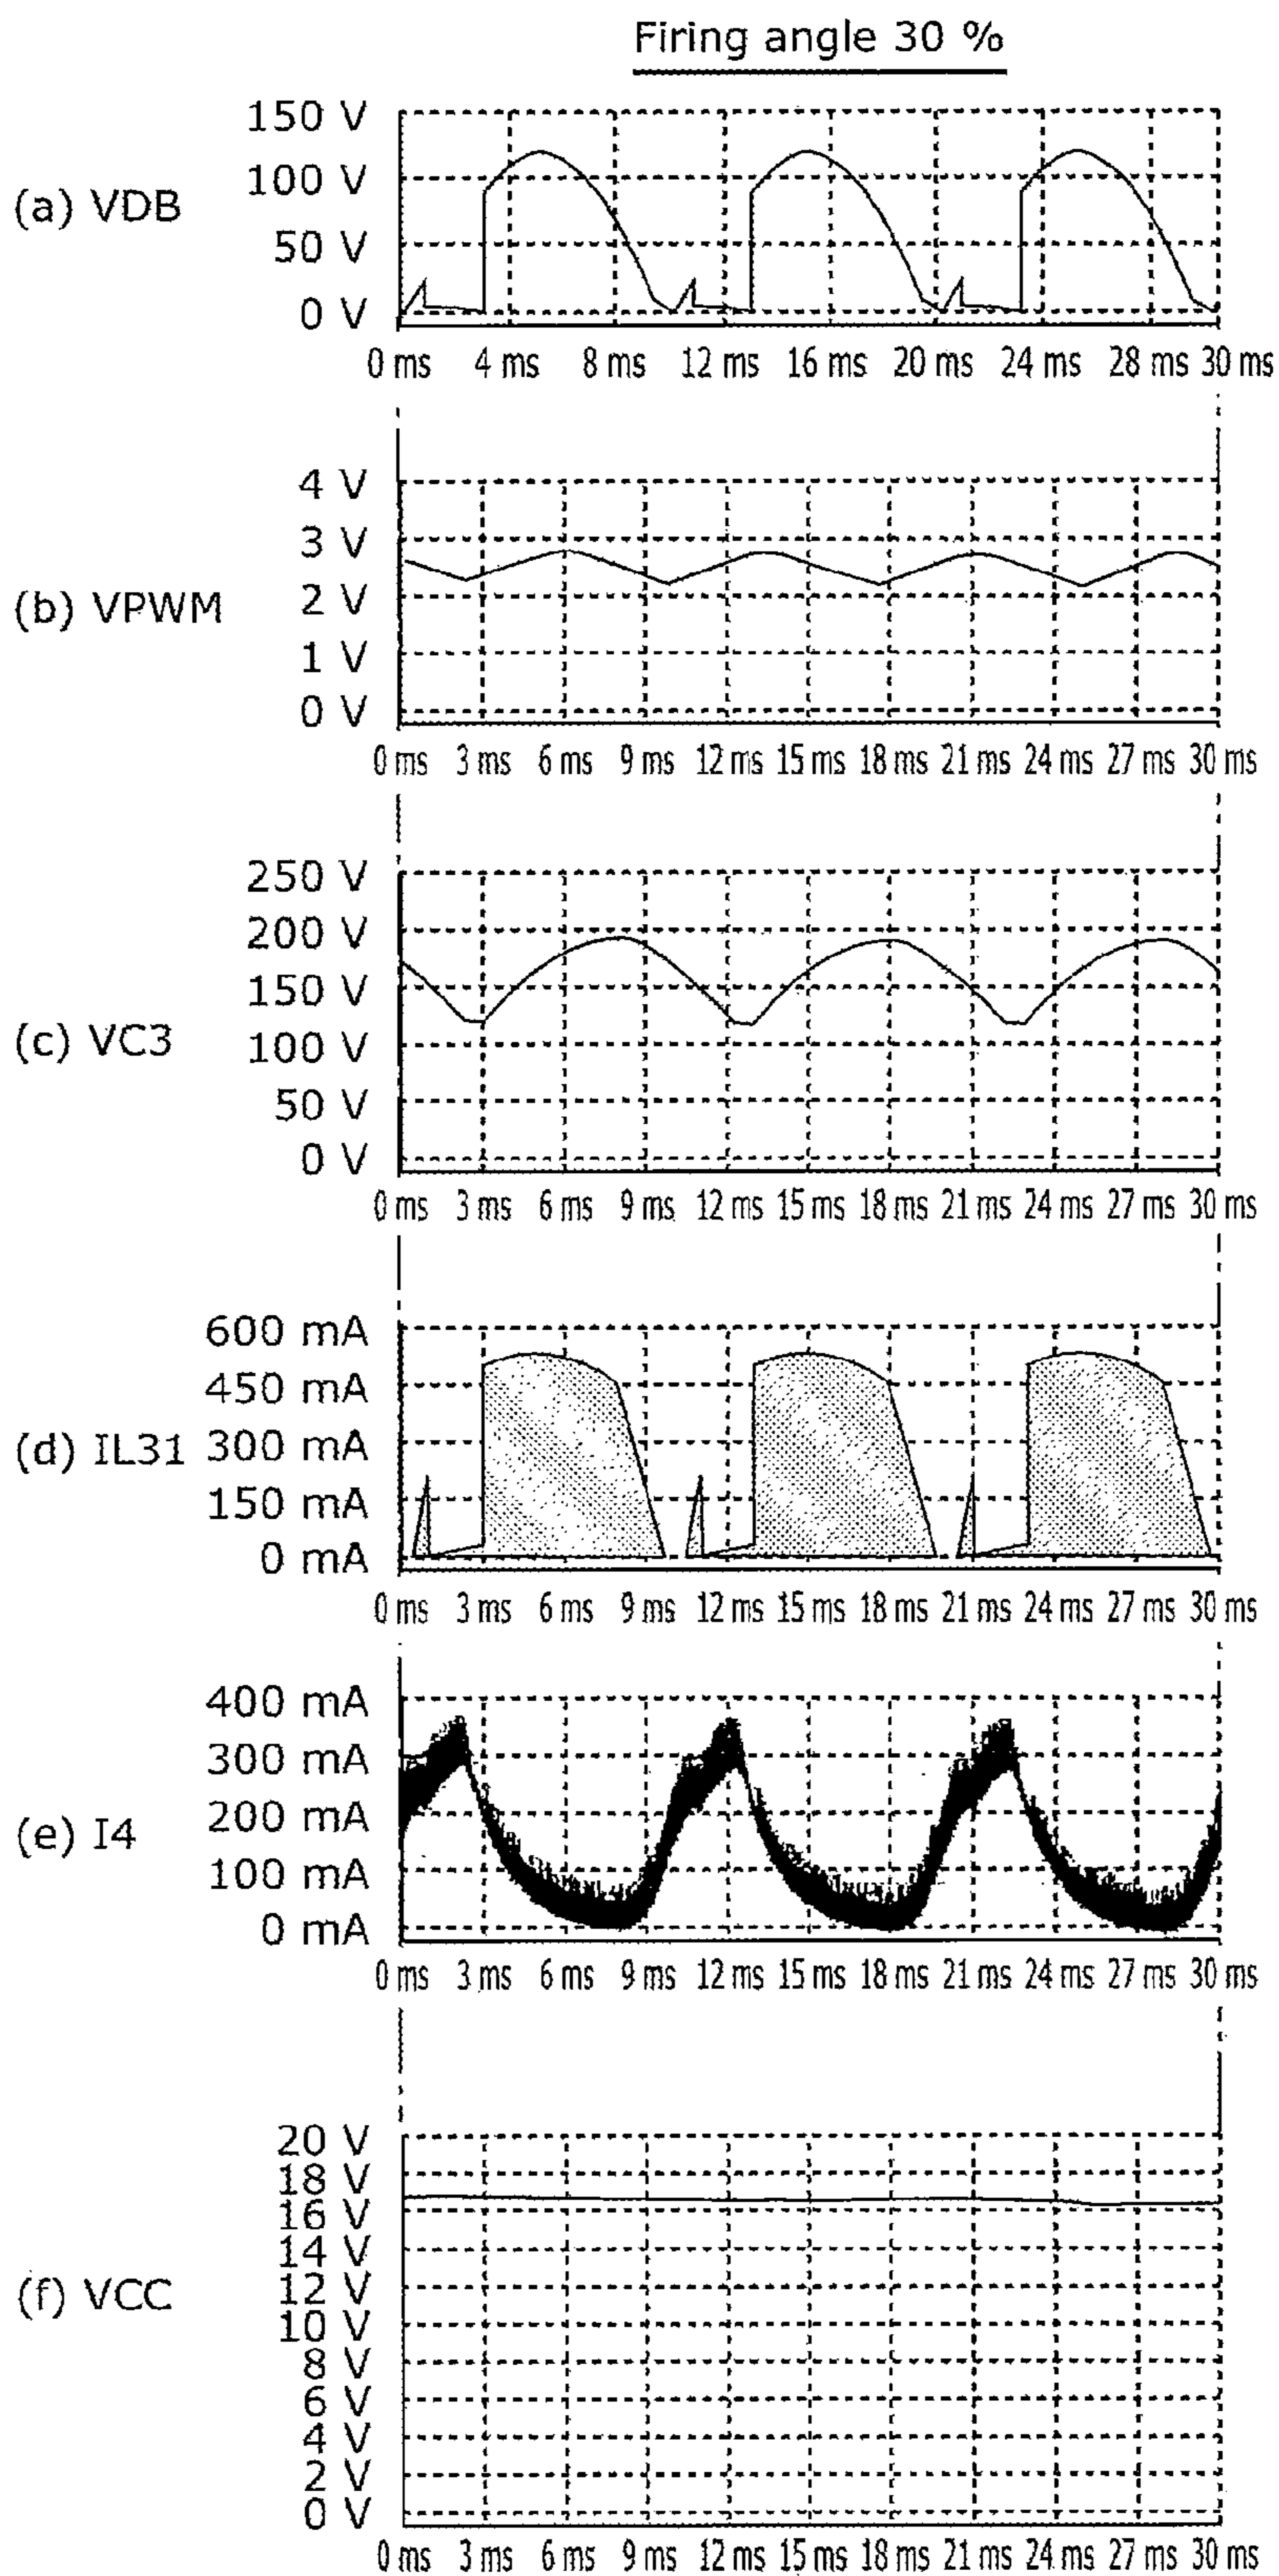 Firing angle 30 %
(a) VDB
150 V
100 V
50 V
0 V
0 ms 4 ms 8 ms 12 ms 16 ms 20 ms 24 ms 28 ms 30 ms
(b) VPWM
4 V
3 V
2 V
1 V
0 V
0 ms 3 ms 6 ms 9 ms 12 ms 15 ms 18 ms 21 ms 24 ms 27 ms 30 ms
(c) VC3
250 V
200 V
150 V
100 V
50 V
0 V
0 ms 3 ms 6 ms 9 ms 12 ms 15 ms 18 ms 21 ms 24 ms 27 ms 30 ms
(d) IL31
600 mA
450 mA
300 mA
150 mA
0 mA
0 ms 3 ms 6 ms 9 ms 12 ms 15 ms 18 ms 21 ms 24 ms 27 ms 30 ms
(e) I4
400 mA
300 mA
200 mA
100 mA
0 mA
0 ms 3 ms 6 ms 9 ms 12 ms 15 ms 18 ms 21 ms 24 ms 27 ms 30 ms
(f) VCC
20 V
18 V
16 V
14 V
12 V
10 V
8 V
6 V
4 V
2 V
0 V
0 ms 3 ms 6 ms 9 ms 12 ms 15 ms 18 ms 21 ms 24 ms 27 ms 30 ms